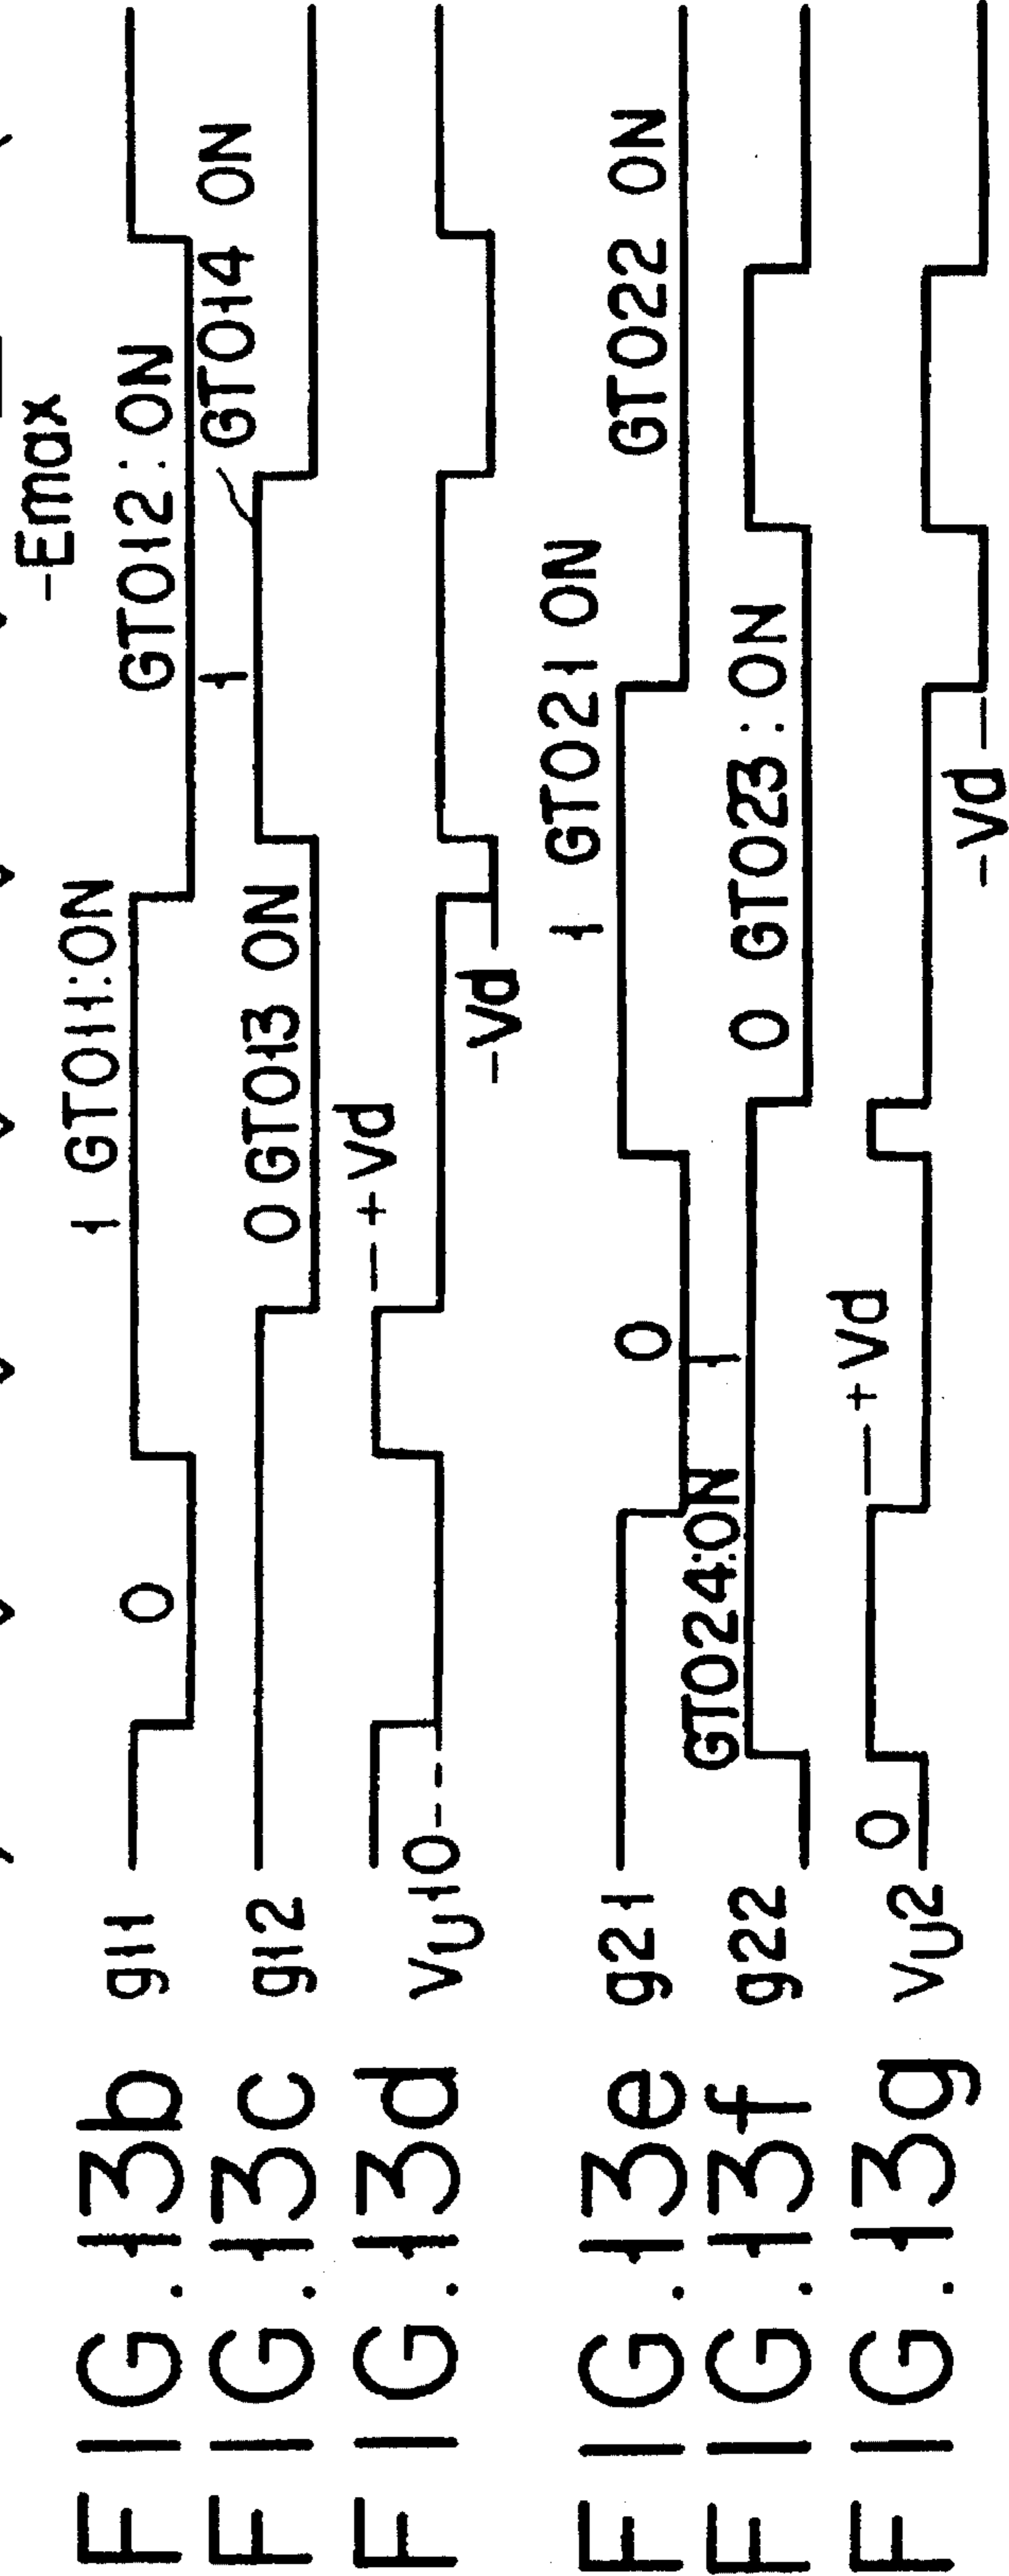 -Emax
FIG.13b g11 0 1 GTO11:ON GTO12:ON
FIG.13c g12 0 GTO13 ON 1 GTO14 ON
FIG.13d VU1 0 --+Vd -Vd
FIG.13e g21 0 1 GTO21 ON GTO22 ON
FIG.13f g22 GTO24:ON 1 0 GTO23:ON
FIG.13g VU2 0 --+Vd -Vd--